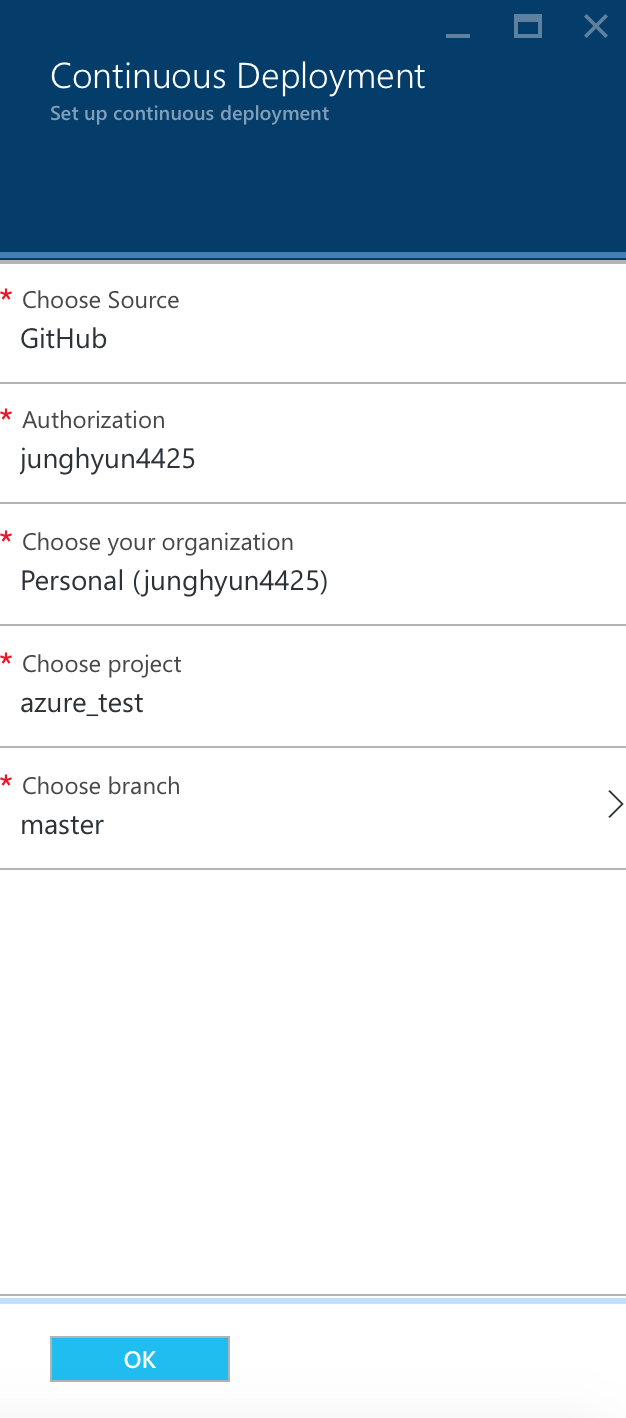 Continuous Deployment
Set up continuous deployment
* Choose Source
GitHub
* Authorization
junghyun4425
* Choose your organization
Personal (junghyun4425)
* Choose project
azure_test
* Choose branch
master
OK